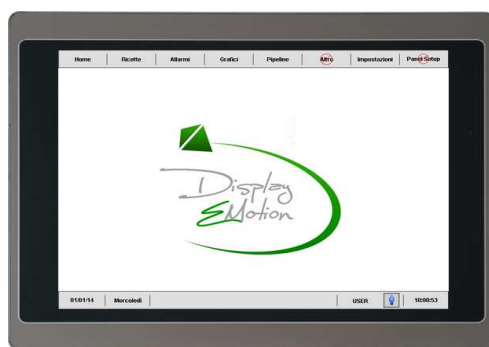 Home Ricette Allarmi Grafici Pipeline Altro Impostazioni Panel Setup
Display
EMotion
01/01/14 Mercoledì USER 10:08:53